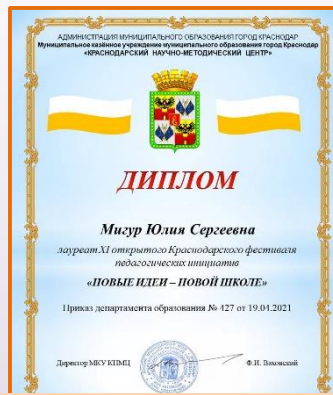 АДМИНИСТРАЦИЯ МУНИЦИПАЛЬНОГО ОБРАЗОВАНИЯ ГОРОД КРАСНОДАР
Муниципальное казённое учреждение муниципального образования город Краснодар
«КРАСНОДАРСКИЙ НАУЧНО-МЕТОДИЧЕСКИЙ ЦЕНТР»
ДИПЛОМ
Мигур Юлия Сергеевна
лауреат XI открытого Краснодарского фестиваля
педагогических инициатив
«НОВЫЕ ИДЕИ – НОВОЙ ШКОЛЕ»
Приказ департамента образования № 427 от 19.04.2021
Директор МКУ КНМЦ
Ф.И. Ваховский